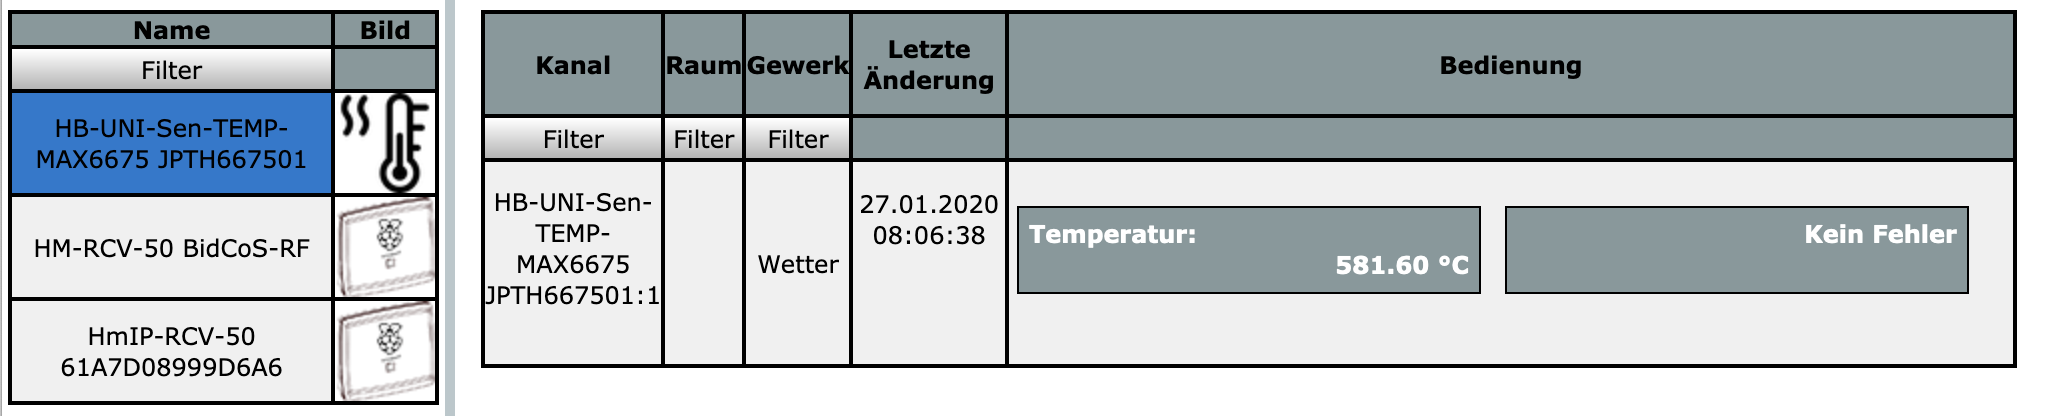 Name
Bild
Filter
HB-UNI-Sen-TEMP-
MAX6675 JPTH667501
HM-RCV-50 BidCoS-RF
HmIP-RCV-50
61A7D08999D6A6
Kanal
Raum
Gewerk
Letzte
Änderung
Bedienung
Filter
Filter
Filter
HB-UNI-Sen-
TEMP-
MAX6675
JPTH667501:1
Wetter
27.01.2020
08:06:38
Temperatur:
581.60 °C
Kein Fehler